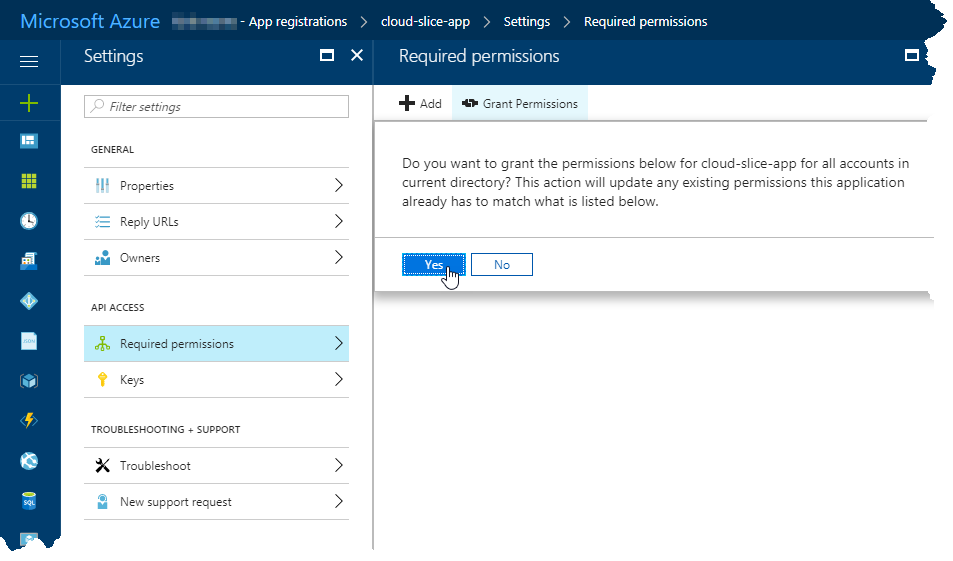 Microsoft Azure - App registrations > cloud-slice-app > Settings > Required permissions
Settings
Required permissions
Filter settings
Add
Grant Permissions
GENERAL
Properties
Reply URLs
Owners
API ACCESS
Required permissions
Keys
TROUBLESHOOTING + SUPPORT
Troubleshoot
New support request
Do you want to grant the permissions below for cloud-slice-app for all accounts in
current directory? This action will update any existing permissions this application
already has to match what is listed below.
Yes
No
SQL